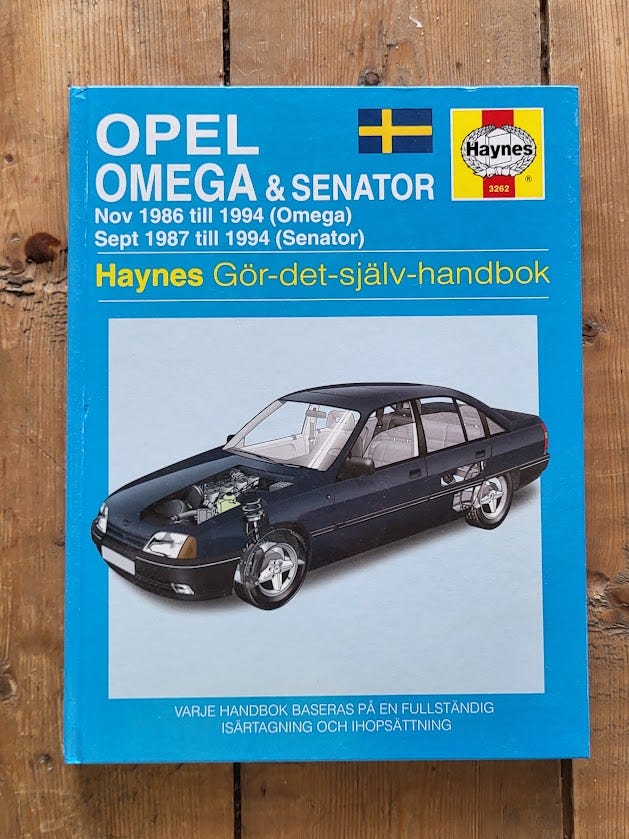 OPEL
OMEGA & SENATOR
Nov 1986 till 1994 (Omega)
Sept 1987 till 1994 (Senator)
Haynes
3262
®
Haynes Gör-det-själv-handbok
VARJE HANDBOK BASERAS PÅ EN FULLSTÄNDIG
ISÄRTAGNING OCH IHOPSÄTTNING